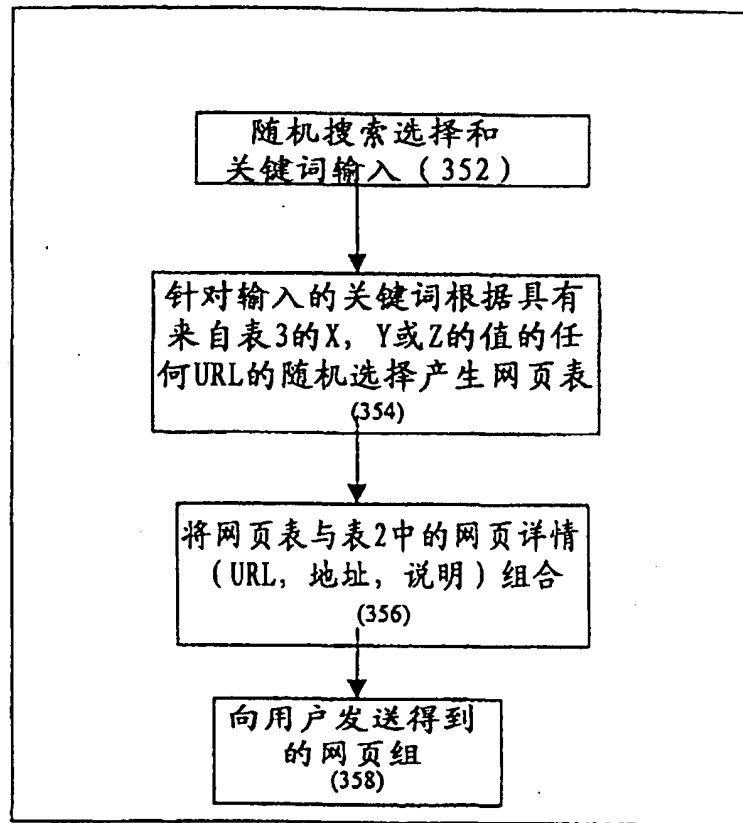 随机搜索选择和
关键词输入（352）
针对输入的关键词根据具有
来自表3的X，Y或Z的值的任
何URL的随机选择产生网页表
(354)
将网页表与表2中的网页详情
（URL，地址，说明）组合
(356)
向用户发送得到
的网页组
(358)